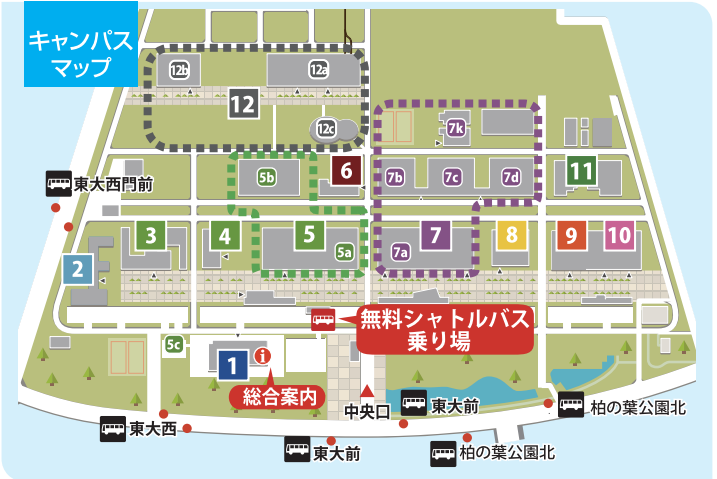 キャンパス
マップ
12b
12a
12
12c
7k
5b
6
7b
7c
7d
11
東大西門前
3
4
5
5a
7
7a
8
9
10
2
無料シャトルバス
乗り場
5c
1
i
総合案内
中央口
東大前
柏の葉公園北
東大西
東大前
柏の葉公園北